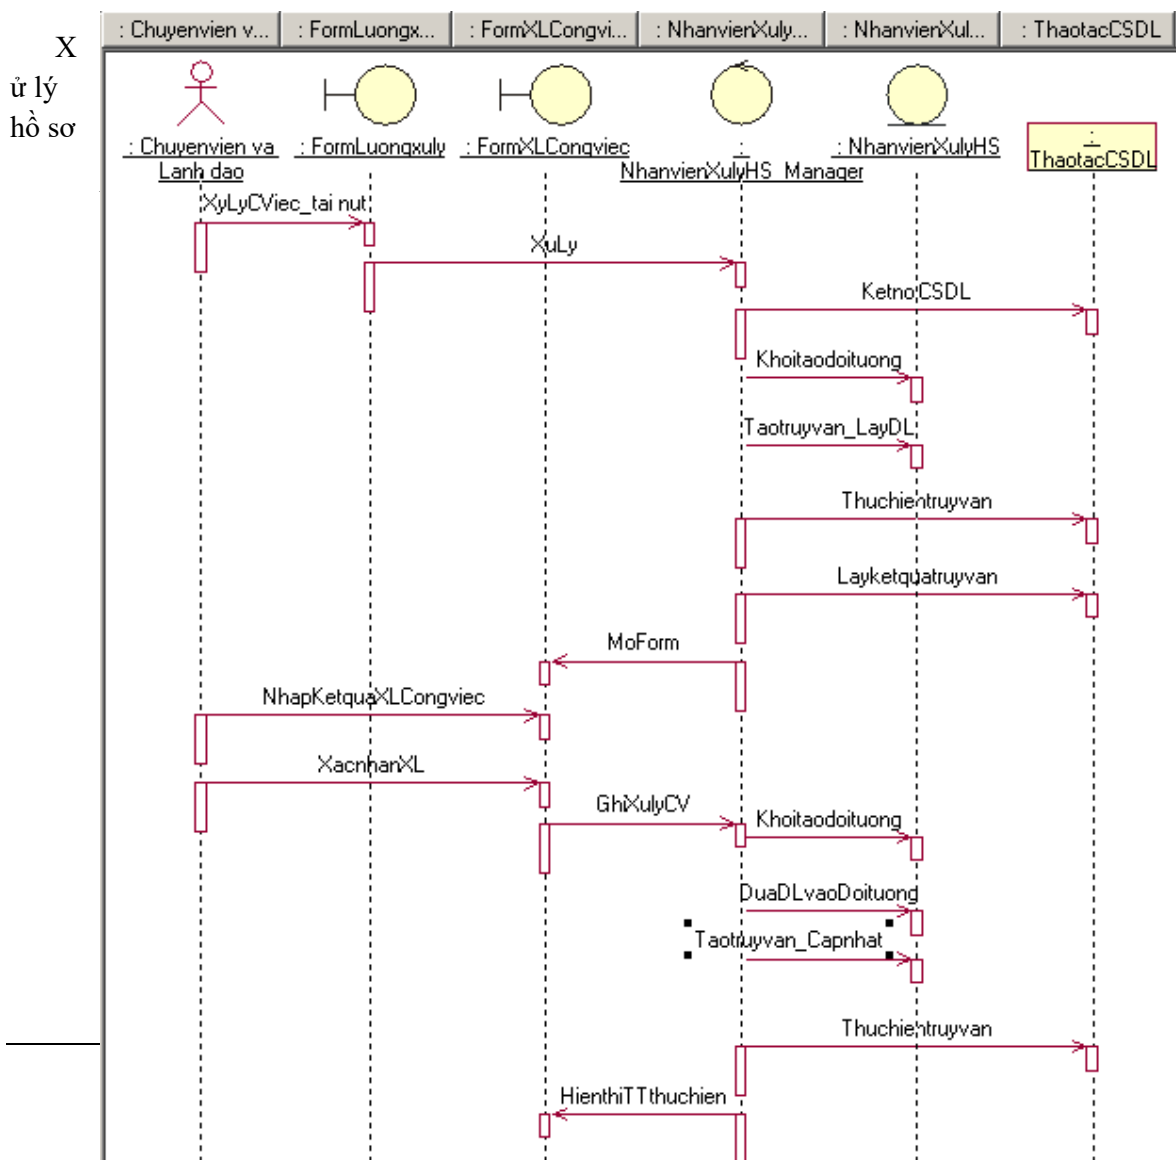 : Chuyenvien v...
: FormLuongx...
: FormXLCongvi...
: NhanvienXuly...
: NhanvienXul...
: ThaotacCSDL
X
ử lý
hồ sơ
: Chuyenvien va
Lanh dao
: FormLuongxuly
: FormXLCongviec
:
NhanvienXulyHS_Manager
: NhanvienXulyHS
:
ThaotacCSDL
XyLyCViec_tai nut
XuLy
KetnoiCSDL
Khoitaodoituong
Taotruyvan_LayDL
Thuchientruyvan
Layketquatruyvan
MoForm
NhapKetquaXLCongviec
XacnhanXL
GhiXulyCV
Khoitaodoituong
DuaDLvaoDoituong
Taotruyvan_Capnhat
Thuchientruyvan
HienthiTTthuchien